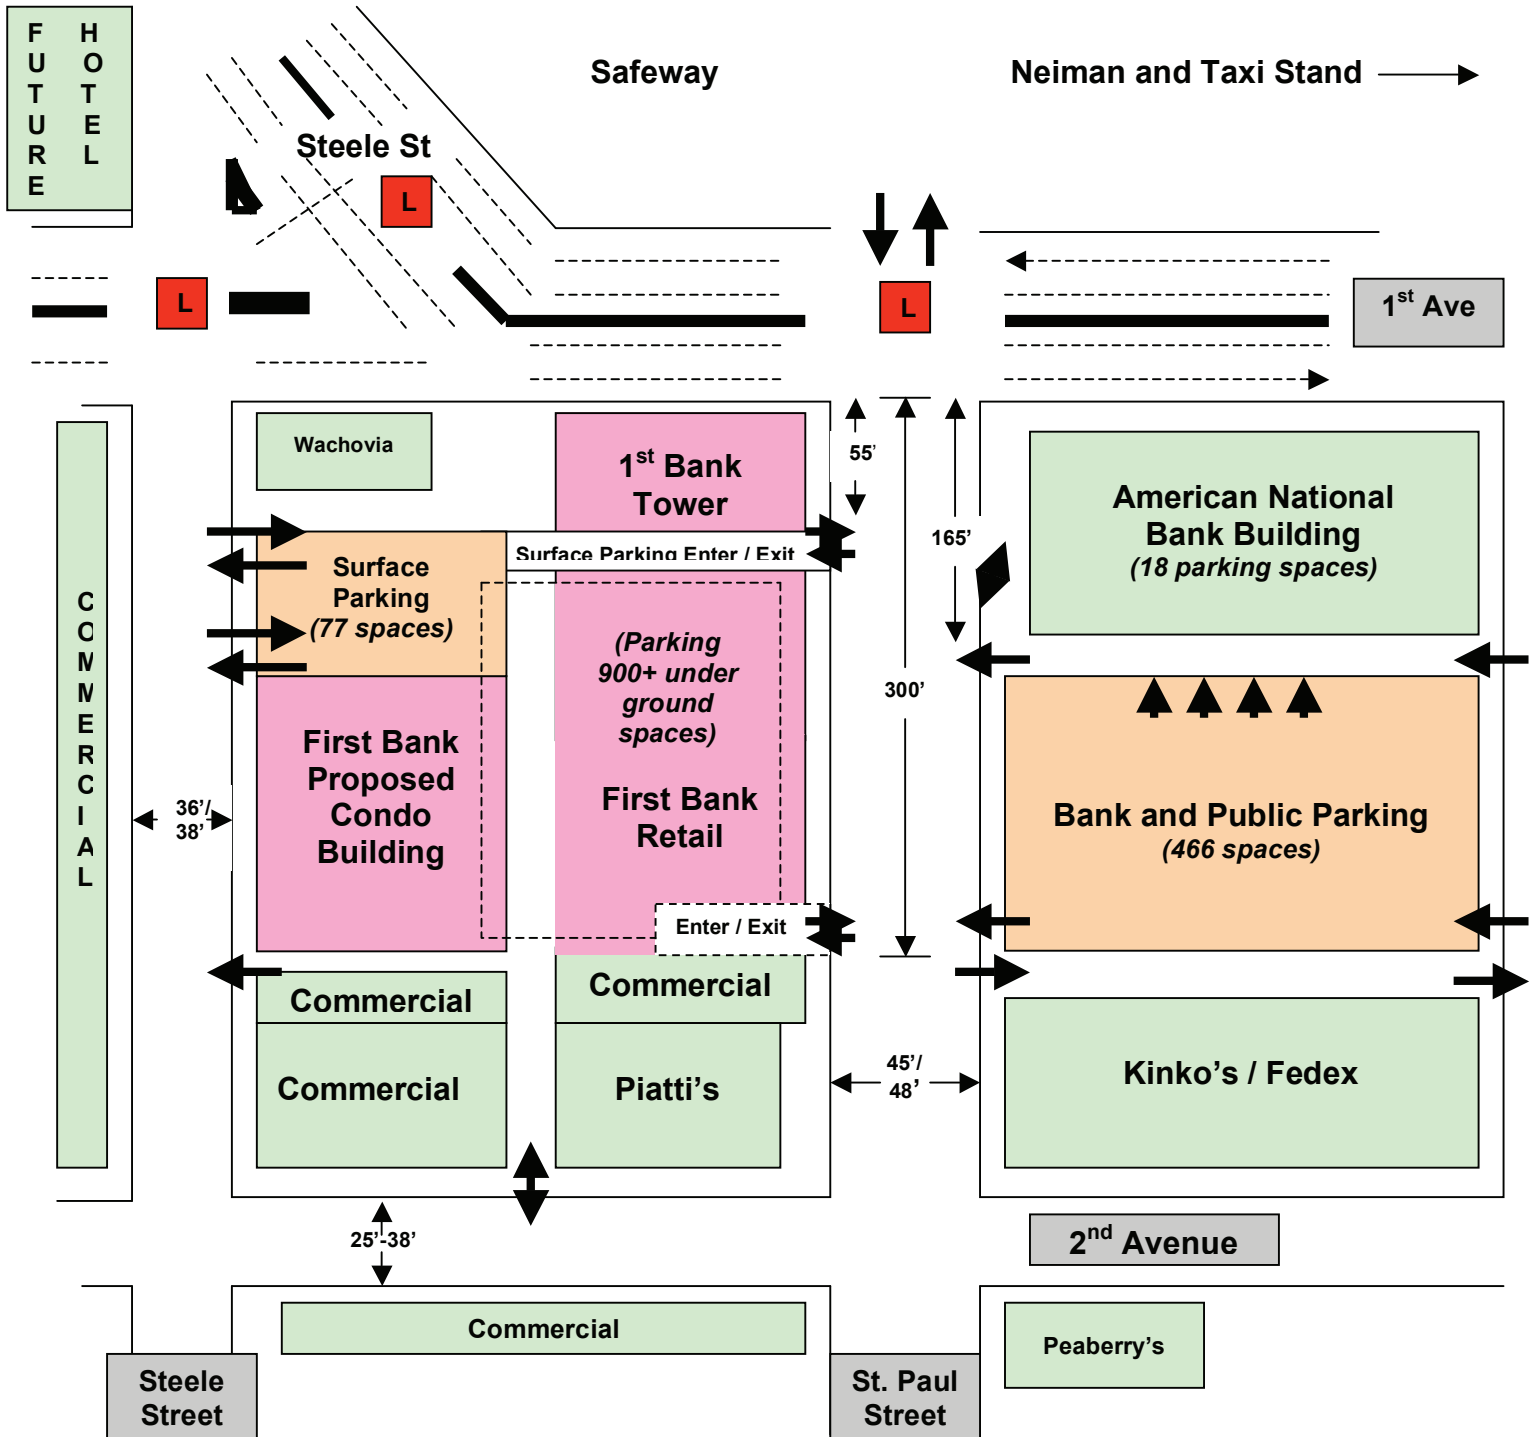 FUTURE
HOTEL
Safeway
Neiman and Taxi Stand
Steele St
L
L
L
1st Ave
Wachovia
1st Bank
Tower
55'
American National
Bank Building
(18 parking spaces)
165'
Surface Parking Enter / Exit
Surface
Parking
(77 spaces)
COMMERCIAL
(Parking
900+ under
ground
spaces)
300'
First Bank
Proposed
Condo
Building
36'/
38'
First Bank
Retail
Bank and Public Parking
(466 spaces)
Enter / Exit
Commercial
Commercial
Commercial
Piatti's
45'/
48'
Kinko's / Fedex
25'-38'
2nd Avenue
Commercial
Peaberry's
Steele
Street
St. Paul
Street